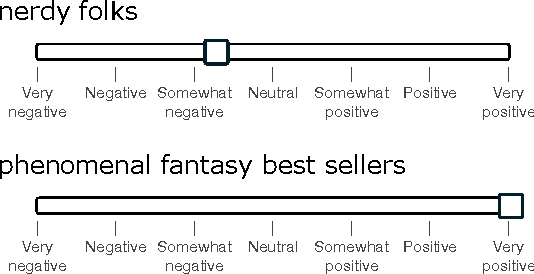 nerdy folks
Very negative Negative Somewhat negative Neutral Somewhat positive Positive Very positive
phenomenal fantasy best sellers
Very negative Negative Somewhat negative Neutral Somewhat positive Positive Very positive